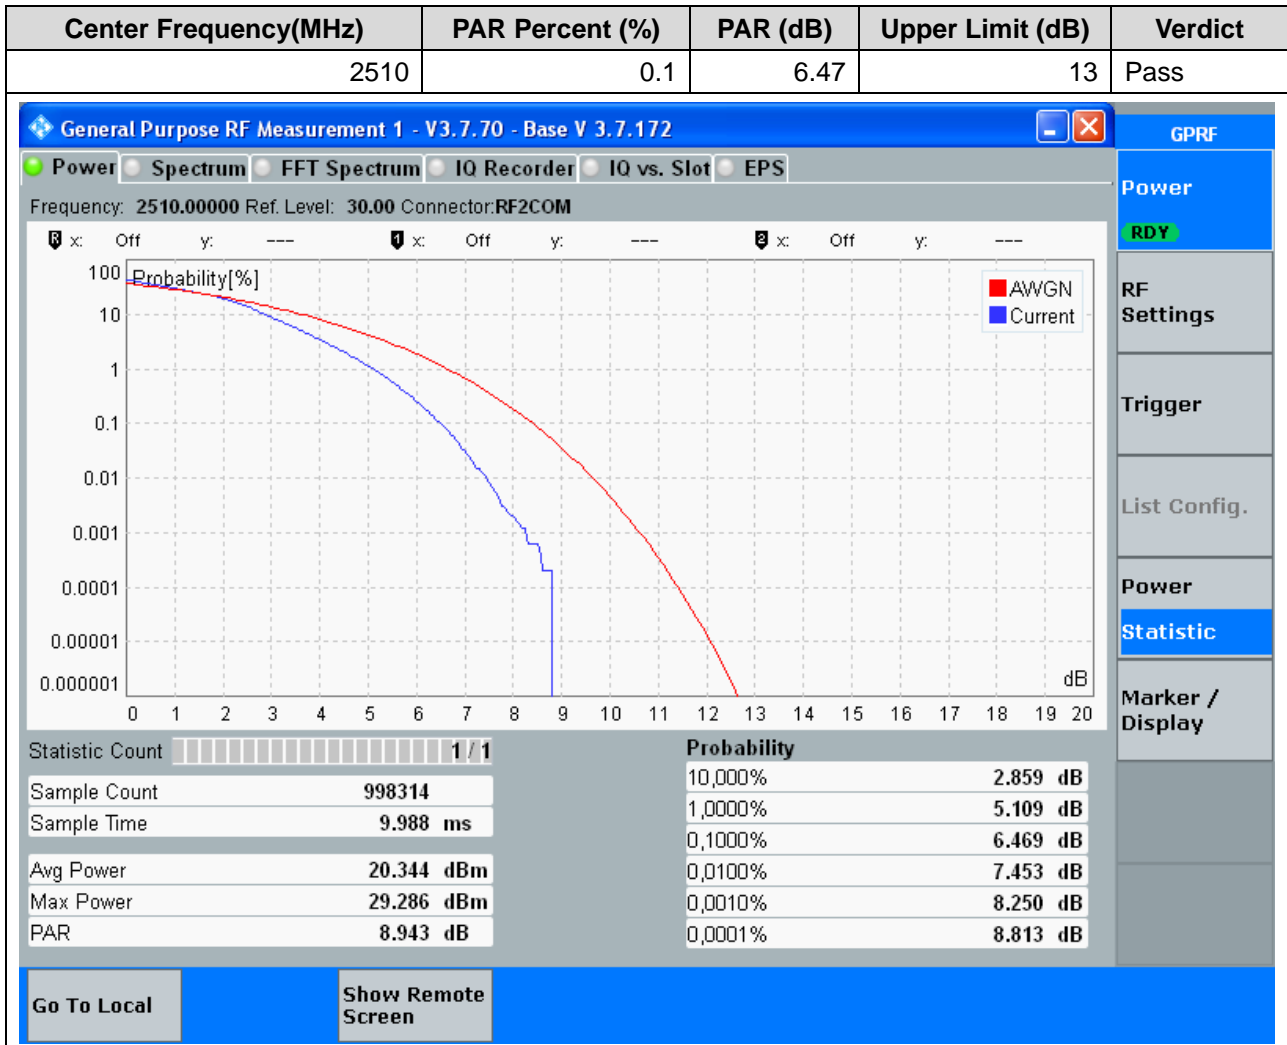 Center Frequency(MHz) PAR Percent (%) PAR (dB) Upper Limit (dB) Verdict
2510 0.1 6.47 13 Pass
General Purpose RF Measurement 1 - V3.7.70 - Base V 3.7.172
GPRF
Power Spectrum FFT Spectrum IQ Recorder IQ vs. Slot EPS
Power
RDY
Frequency: 2510.00000 Ref. Level: 30.00 Connector:RF2COM
R x: Off y: --- 1 x: Off y: --- 2 x: Off y: ---
Probability[%]
100
10
1
0.1
0.01
0.001
0.0001
0.00001
0.000001
AWGN
Current
dB
0 1 2 3 4 5 6 7 8 9 10 11 12 13 14 15 16 17 18 19 20
RF
Settings
Trigger
List Config.
Power
Statistic
Marker /
Display
Statistic Count 1 / 1
Sample Count 998314
Sample Time 9.988 ms
Avg Power 20.344 dBm
Max Power 29.286 dBm
PAR 8.943 dB
Probability
10,000% 2.859 dB
1,0000% 5.109 dB
0,1000% 6.469 dB
0,0100% 7.453 dB
0,0010% 8.250 dB
0,0001% 8.813 dB
Go To Local
Show Remote
Screen